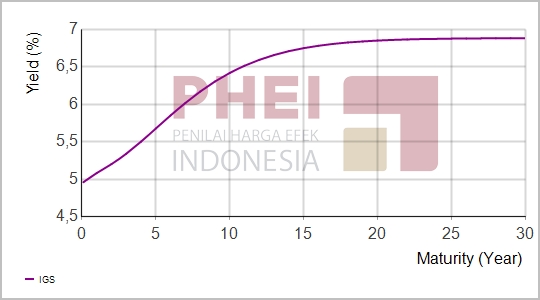 Yield (%)
7
6,5
6
5,5
5
4,5
0 5 10 15 20 25 30
Maturity (Year)
PHEI
PENILAI HARGA EFEK
INDONESIA
IGS